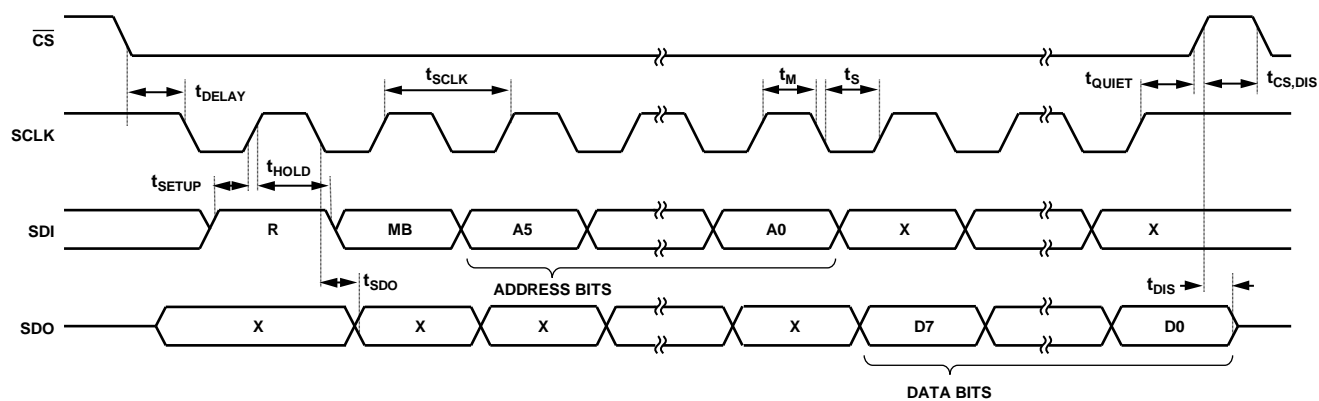 CS
tSCLK
tM
tS
tQUIET
tCS,DIS
tDELAY
SCLK
tSETUP
tHOLD
SDI
R
MB
A5
A0
X
X
tSDO
ADDRESS BITS
tDIS
SDO
X
X
X
X
D7
D0
DATA BITS